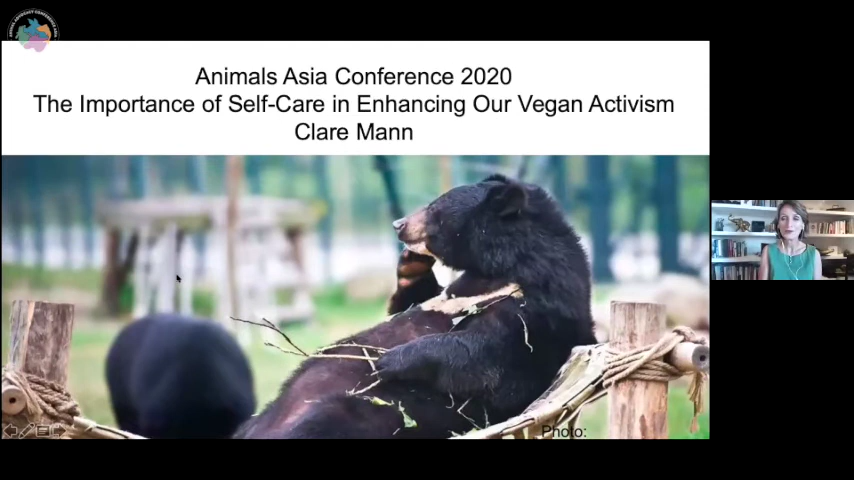 Animals Asia Conference 2020
The Importance of Self-Care in Enhancing Our Vegan Activism
Clare Mann
Photo: